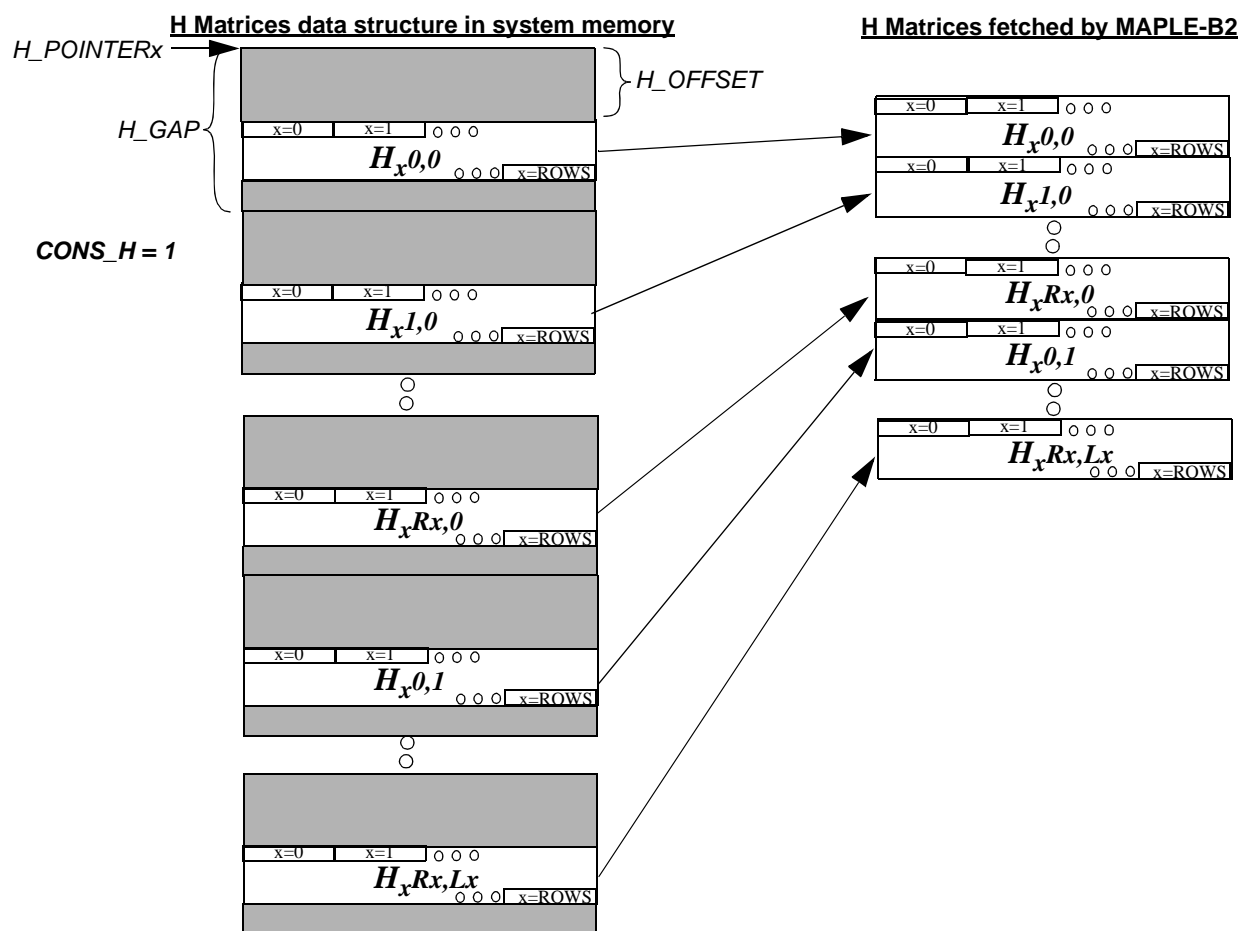 H Matrices data structure in system memory
H_POINTERx
H_OFFSET
H_GAP
x=0 x=1
Hx0,0
x=ROWS
CONS_H = 1
x=0 x=1
Hx1,0
x=ROWS
x=0 x=1
HxRx,0
x=ROWS
x=0 x=1
Hx0,1
x=ROWS
x=0 x=1
HxRx,Lx
x=ROWS
H Matrices fetched by MAPLE-B2
x=0 x=1
Hx0,0
x=ROWS
x=0 x=1
Hx1,0
x=ROWS
x=0 x=1
HxRx,0
x=ROWS
x=0 x=1
Hx0,1
x=ROWS
x=0 x=1
HxRx,Lx
x=ROWS